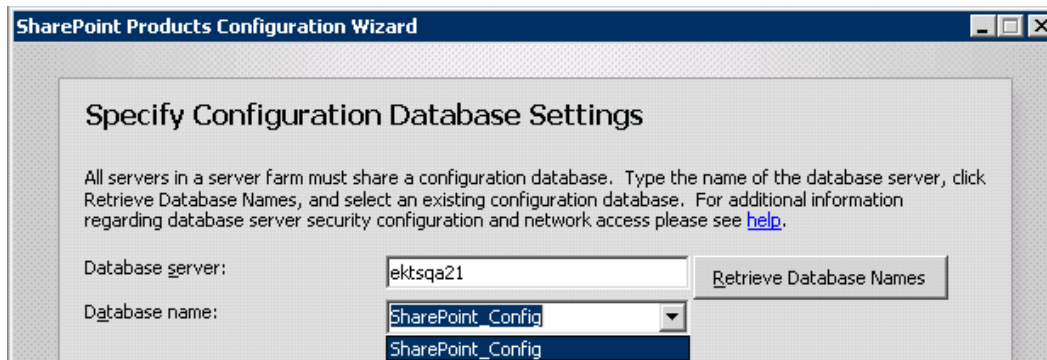 SharePoint Products Configuration Wizard
Specify Configuration Database Settings
All servers in a server farm must share a configuration database. Type the name of the database server, click
Retrieve Database Names, and select an existing configuration database. For additional information
regarding database server security configuration and network access please see help.
Database server: ektsqa21 Retrieve Database Names
Database name: SharePoint_Config
SharePoint_Config